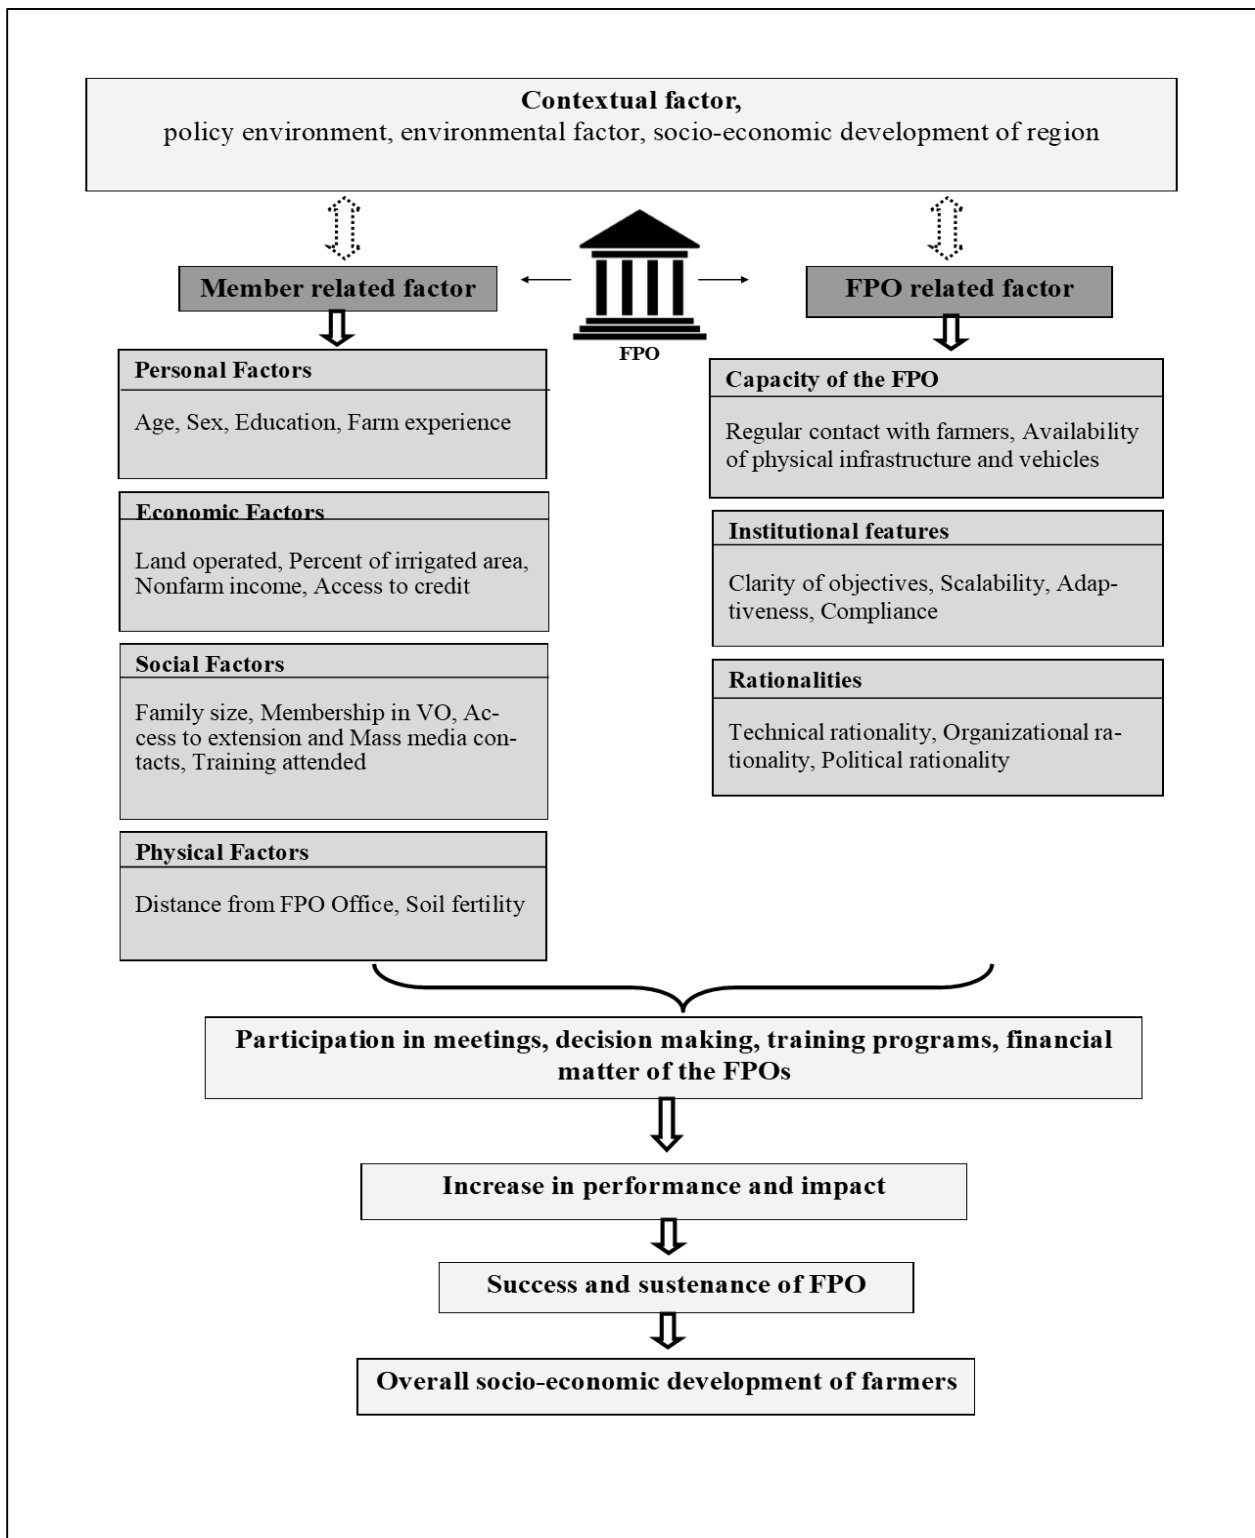 Contextual factor,
policy environment, environmental factor, socio-economic development of region
Member related factor
FPO
FPO related factor
Personal Factors
Age, Sex, Education, Farm experience
Economic Factors
Land operated, Percent of irrigated area,
Nonfarm income, Access to credit
Social Factors
Family size, Membership in VO, Ac-
cess to extension and Mass media con-
tacts, Training attended
Physical Factors
Distance from FPO Office, Soil fertility
Capacity of the FPO
Regular contact with farmers, Availability
of physical infrastructure and vehicles
Institutional features
Clarity of objectives, Scalability, Adap-
tiveness, Compliance
Rationalities
Technical rationality, Organizational ra-
tionality, Political rationality
Participation in meetings, decision making, training programs, financial
matter of the FPOs
Increase in performance and impact
Success and sustenance of FPO
Overall socio-economic development of farmers